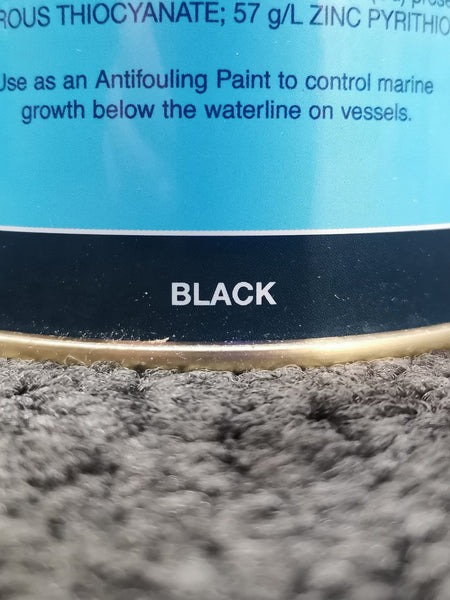 ROUS THIOCYANATE; 57 g/L ZINC PYRITHIO
Use as an Antifouling Paint to control marine
growth below the waterline on vessels.
BLACK